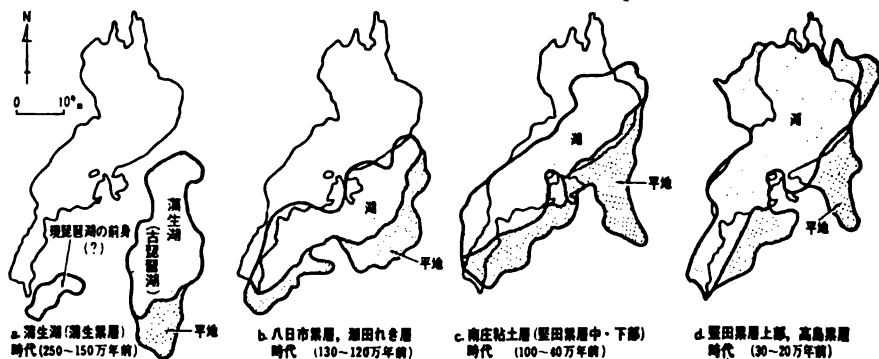 N
0 10km
現琵琶湖の前身
(?)
蒲生湖
(古琵琶湖)
平地
a. 蒲生湖(蒲生累層)
時代(250~150万年前)
湖
平地
b. 八日市累層, 瀬田れき層
時代 (130~120万年前)
湖
平地
c. 南庄粘土層(堅田累層中・下部)
時代 (100~40万年前)
湖
平地
d. 堅田累層上部, 高島累層
時代 (30~20万年前)